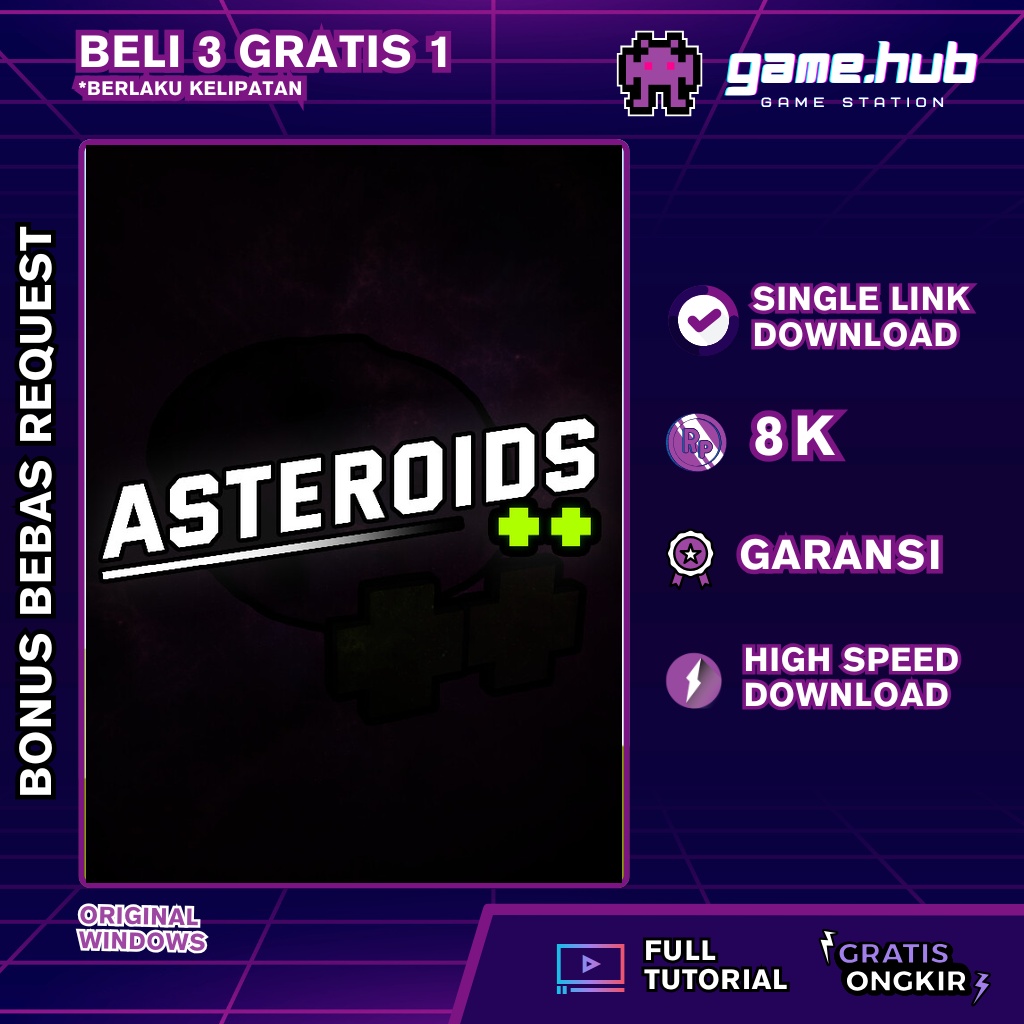 BELI 3 GRATIS 1
*BERLAKU KELIPATAN
game.hub
GAME STATION
BONUS BEBAS REQUEST
ASTEROIDS
++
SINGLE LINK
DOWNLOAD
Rp
8K
GARANSI
HIGH SPEED
DOWNLOAD
ORIGINAL
WINDOWS
FULL
TUTORIAL
GRATIS
ONGKIR